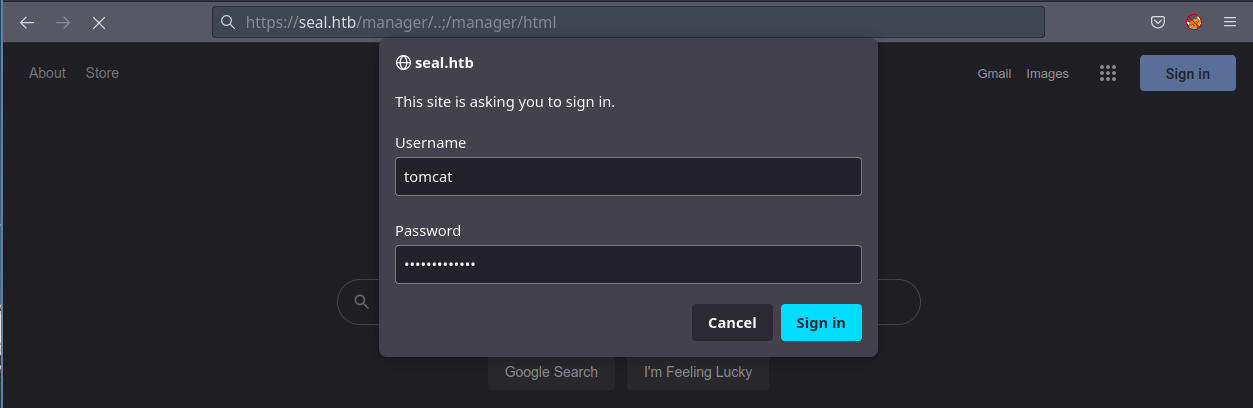 https://seal.htb/manager/..;/manager/html
seal.htb
About Store Gmail Images Sign in
This site is asking you to sign in.
Username
tomcat
Password
•••••••••••••
Cancel Sign in
Google Search I'm Feeling Lucky